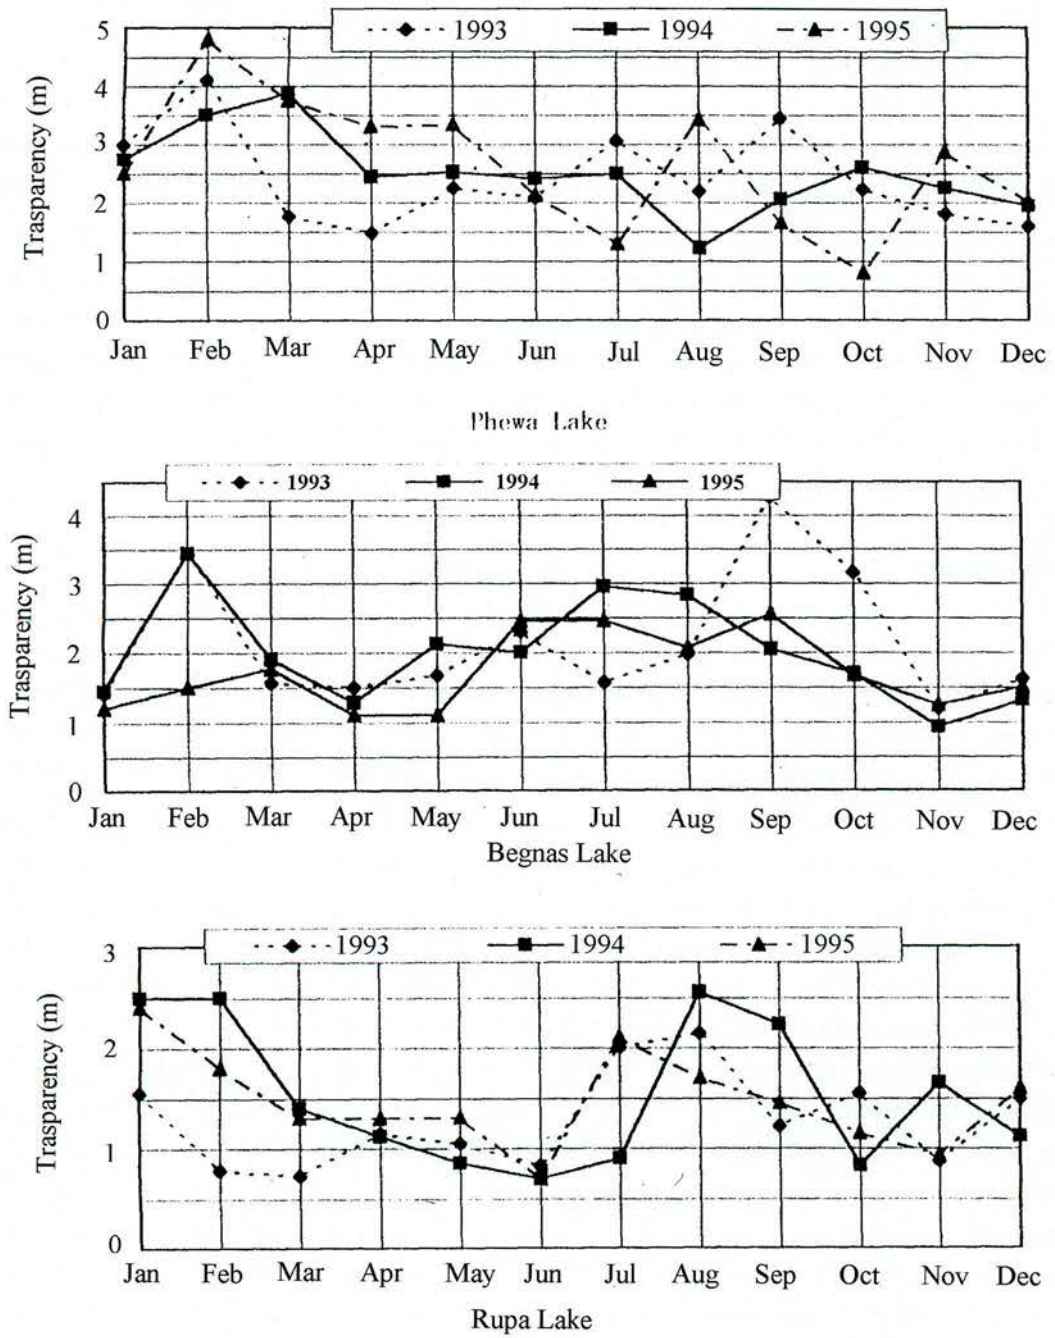 1993 1994 1995
5
4
3
2
1
0
Trasparency (m)
Jan Feb Mar Apr May Jun Jul Aug Sep Oct Nov Dec
Phewa Lake
1993 1994 1995
4
3
2
1
0
Trasparency (m)
Jan Feb Mar Apr May Jun Jul Aug Sep Oct Nov Dec
Begnas Lake
1993 1994 1995
3
2
1
0
Trasparency (m)
Jan Feb Mar Apr May Jun Jul Aug Sep Oct Nov Dec
Rupa Lake